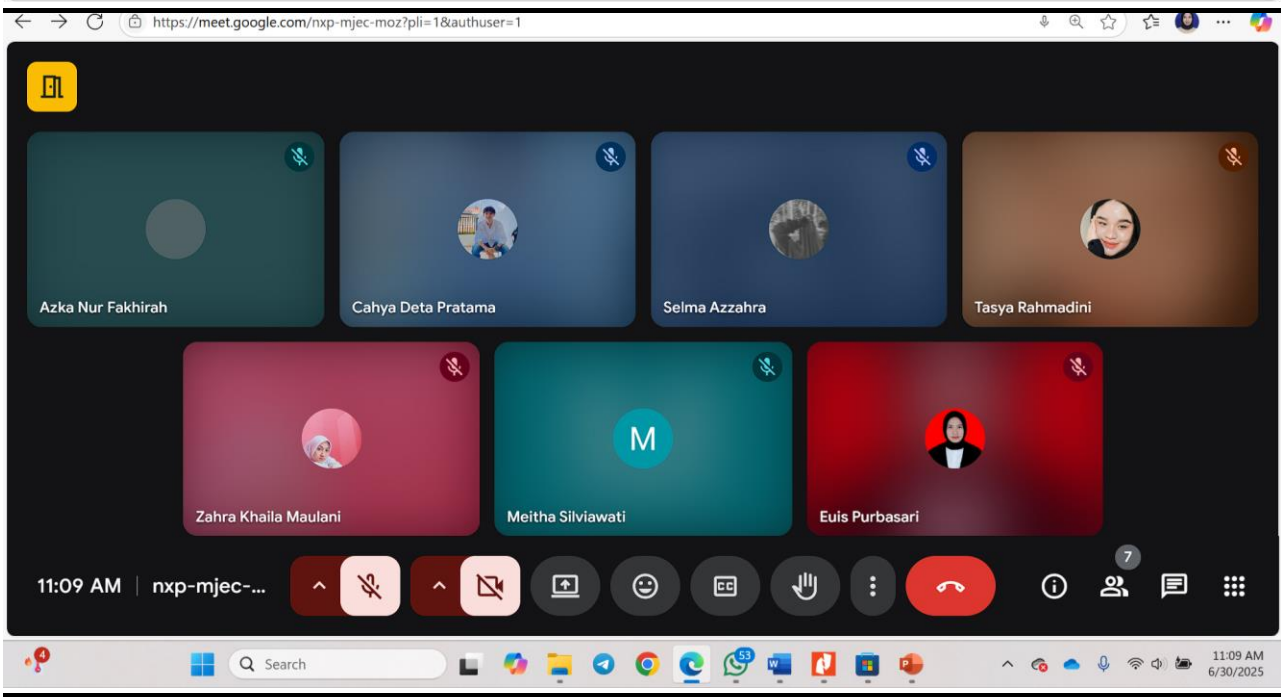 https://meet.google.com/nxp-mjec-moz?pli=1&authuser=1
Azka Nur Fakhirah
Cahya Deta Pratama
Selma Azzahra
Tasya Rahmadini
Zahra Khaila Maulani
M
Meitha Silviawati
Euis Purbasari
11:09 AM | nxp-mjec-...
CC
7
4
Search
53
11:09 AM
6/30/2025